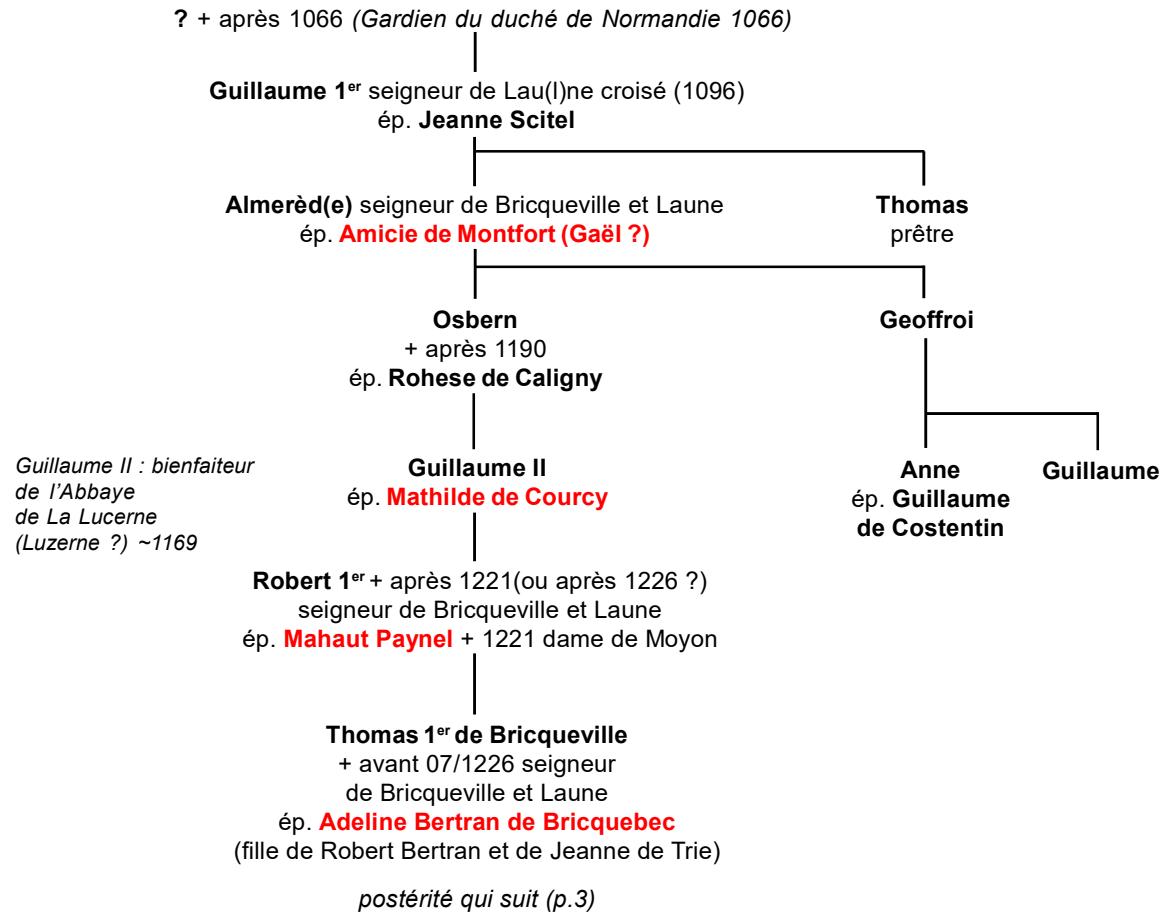 ? + après 1066 (Gardien du duché de Normandie 1066)
Guillaume 1er seigneur de Lau(l)ne croisé (1096)
ép. Jeanne Scitel
Almerèd(e) seigneur de Bricqueville et Laune
ép. Amicie de Montfort (Gaël ?)
Thomas
prêtre
Osbern
+ après 1190
ép. Rohese de Caligny
Geoffroi
Guillaume II : bienfaiteur
de l’Abbaye
de La Lucerne
(Luzerne ?) ~1169
Guillaume II
ép. Mathilde de Courcy
Anne
ép. Guillaume
de Costentin
Guillaume
Robert 1er + après 1221(ou après 1226 ?)
seigneur de Bricqueville et Laune
ép. Mahaut Paynel + 1221 dame de Moyon
Thomas 1er de Bricqueville
+ avant 07/1226 seigneur
de Bricqueville et Laune
ép. Adeline Bertran de Bricquebec
(fille de Robert Bertran et de Jeanne de Trie)
postérité qui suit (p.3)